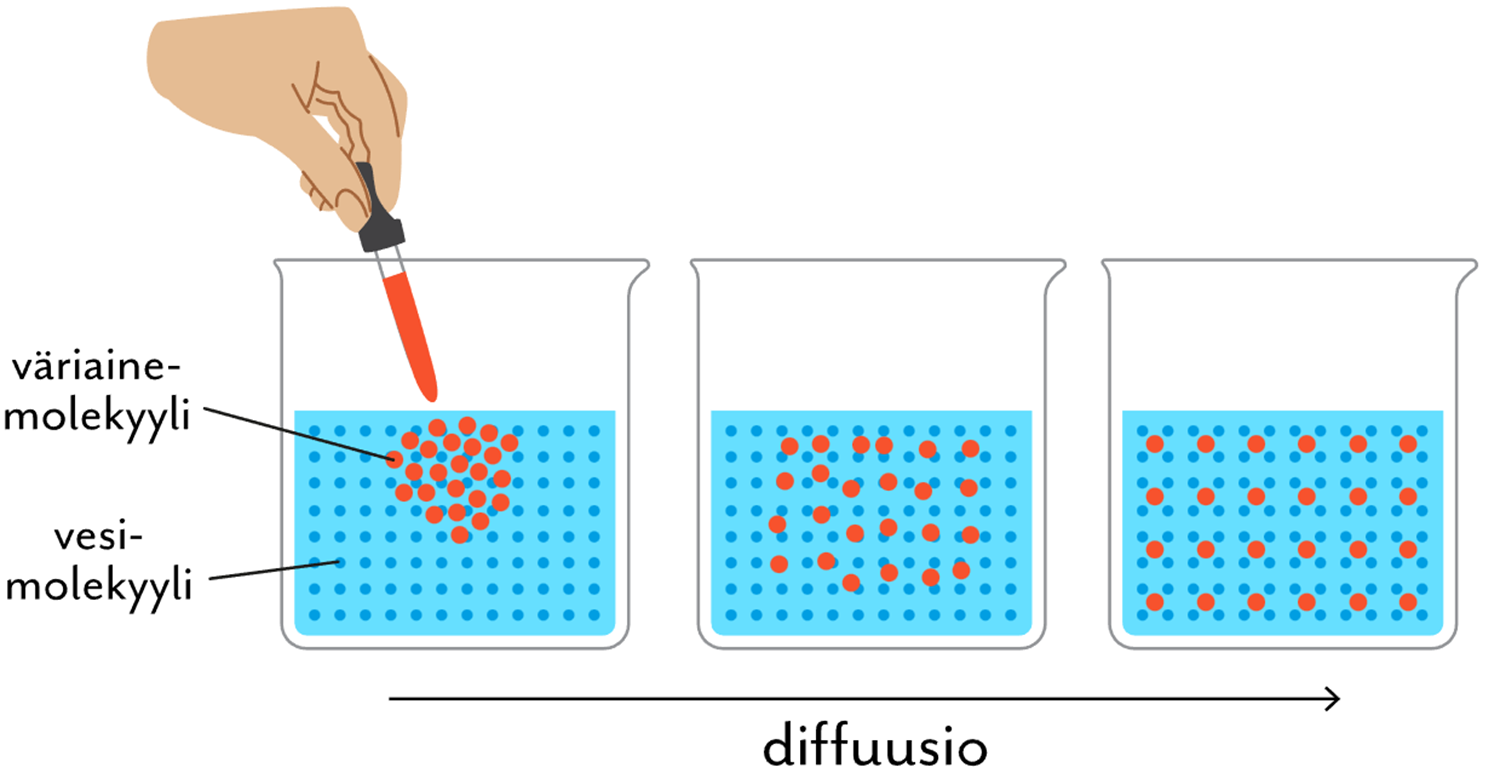 väriaine-
molekyyli
vesi-
molekyyli
diffuusio